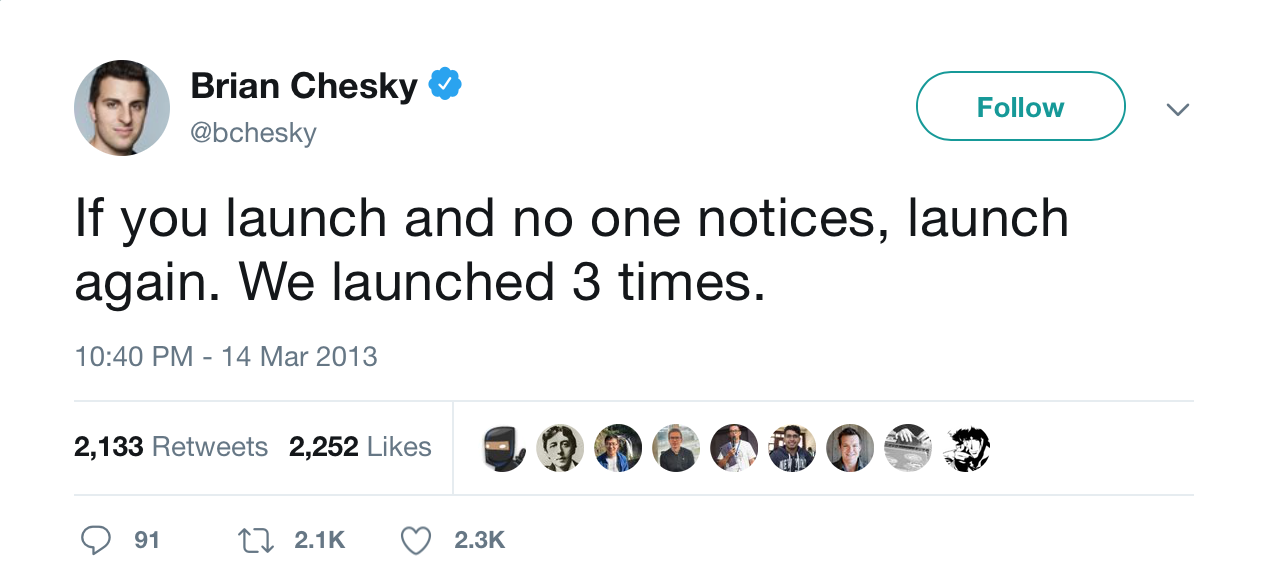 Brian Chesky
@bchesky
Follow
If you launch and no one notices, launch
again. We launched 3 times.
10:40 PM - 14 Mar 2013
2,133 Retweets 2,252 Likes
91 2.1K 2.3K